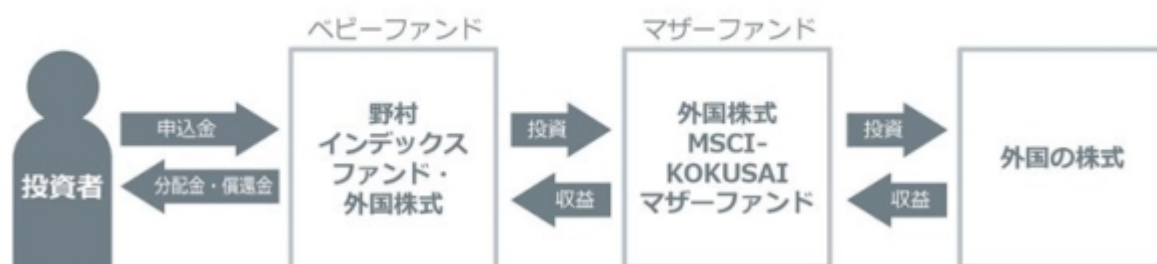 ベビーファンド
マザーファンド
投資者
申込金
分配金・償還金
野村
インデックス
ファンド・
外国株式
投資
収益
外国株式
MSCI-
KOKUSAI
マザーファンド
投資
収益
外国の株式